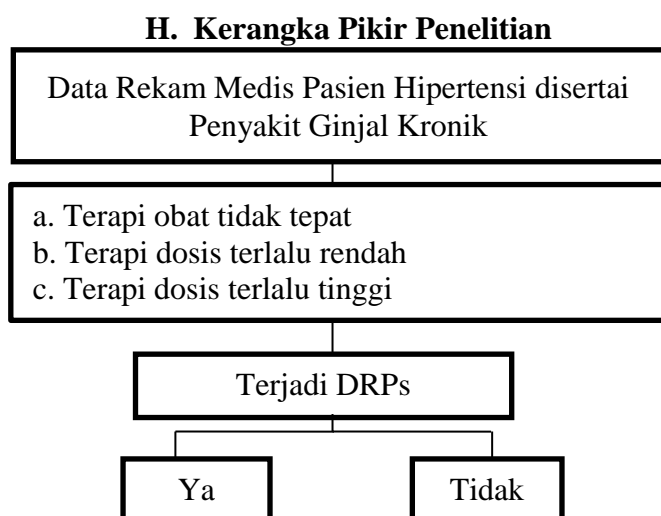 H. Kerangka Pikir Penelitian
Data Rekam Medis Pasien Hipertensi disertai
Penyakit Ginjal Kronik
a. Terapi obat tidak tepat
b. Terapi dosis terlalu rendah
c. Terapi dosis terlalu tinggi
Terjadi DRPs
Ya
Tidak